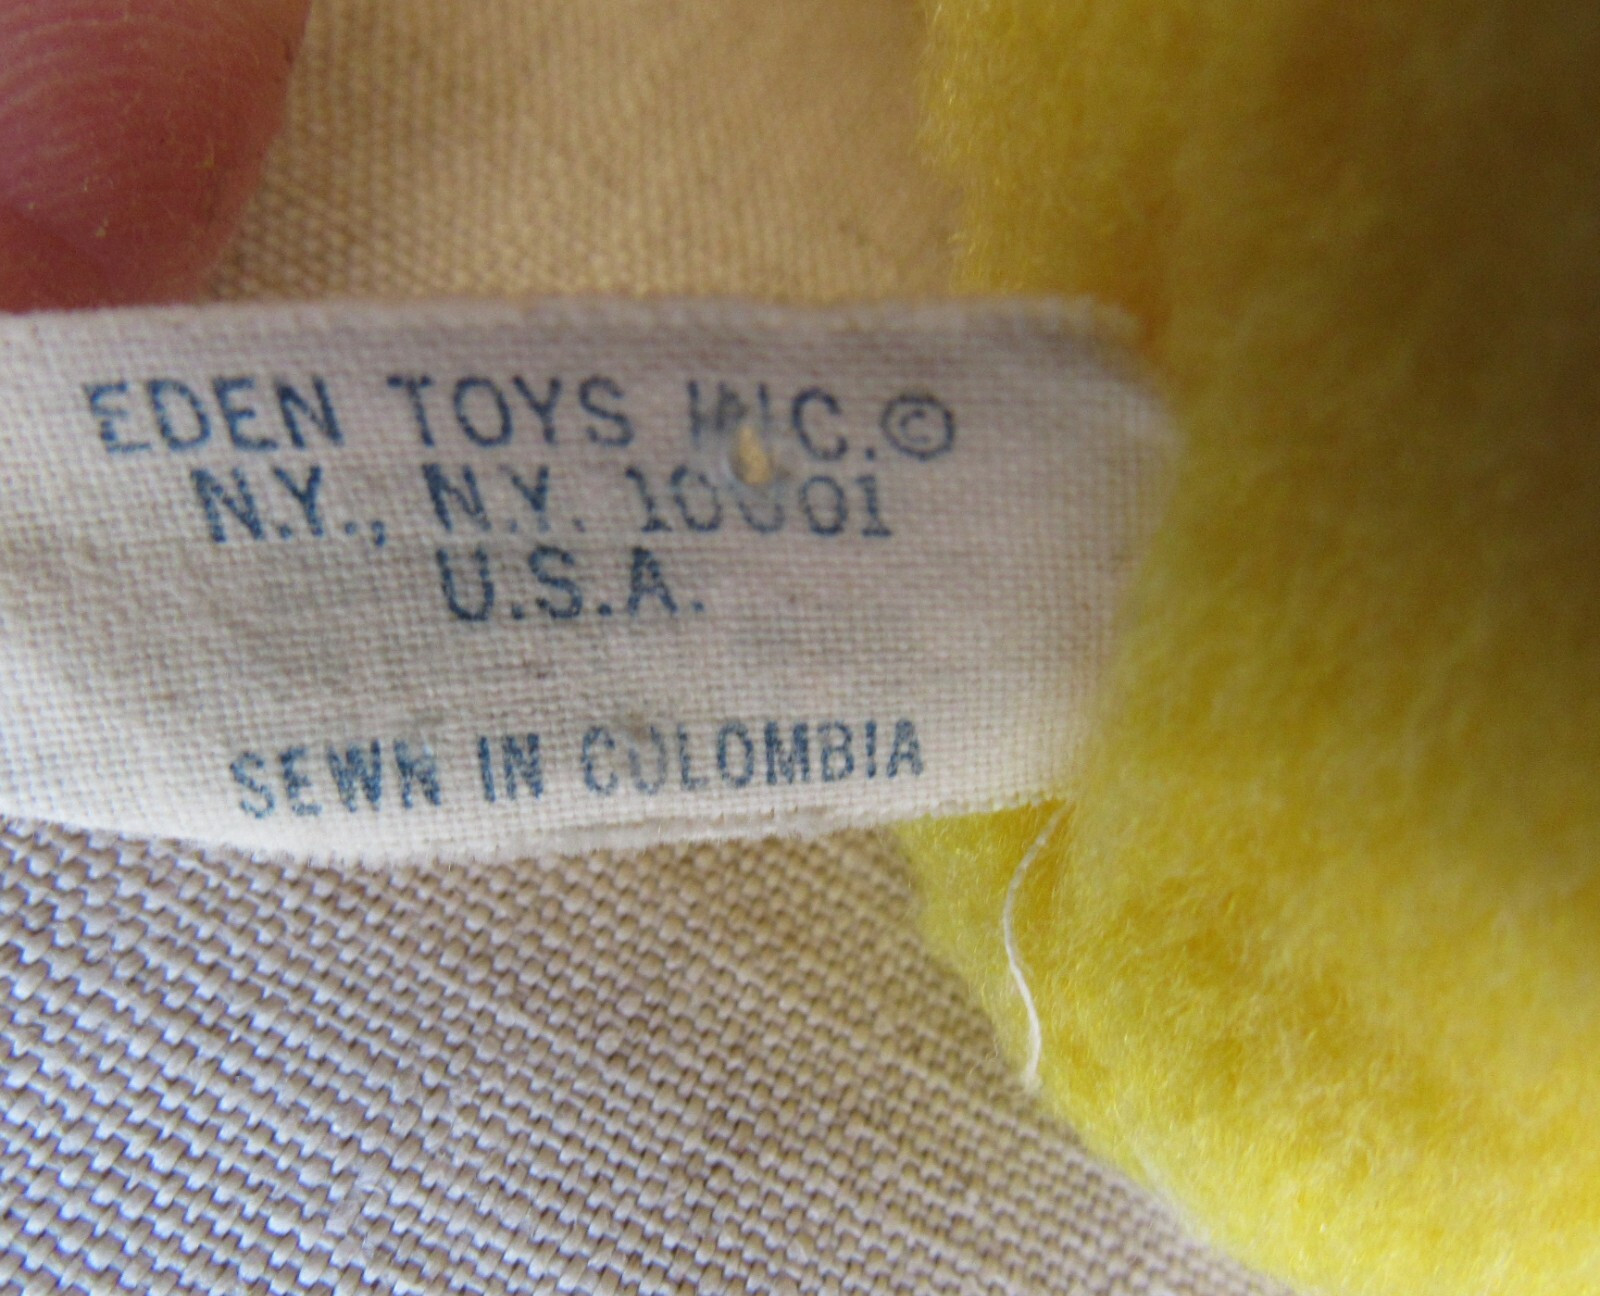 EDEN TOYS INC.©
N.Y., N.Y. 10001
U.S.A.
SEWN IN COLOMBIA